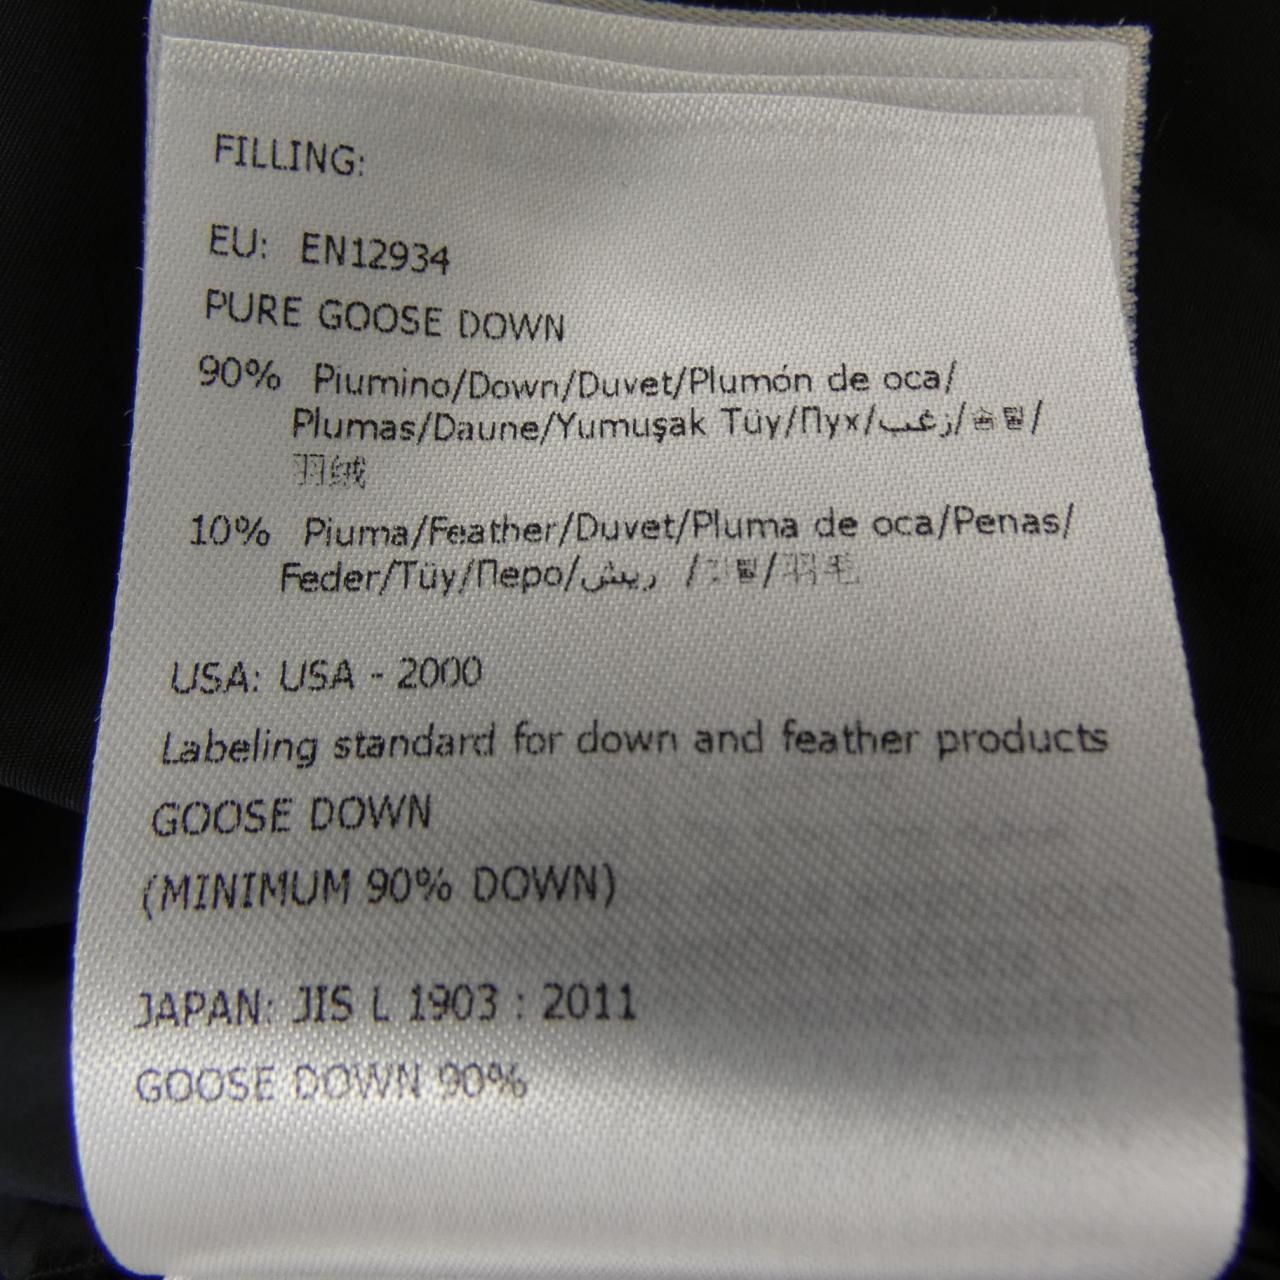 FILLING:
EU: EN12934
PURE GOOSE DOWN
90% Piumino/Down/Duvet/Plumón de oca/
Plumas/Daune/Yumuşak Tüy/Пух/زغب/솜털/
羽绒
10% Piuma/Feather/Duvet/Pluma de oca/Penas/
Feder/Tüy/Перо/ريش /깃털/羽毛
USA: USA - 2000
Labeling standard for down and feather products
GOOSE DOWN
(MINIMUM 90% DOWN)
JAPAN: JIS L 1903 : 2011
GOOSE DOWN 90%